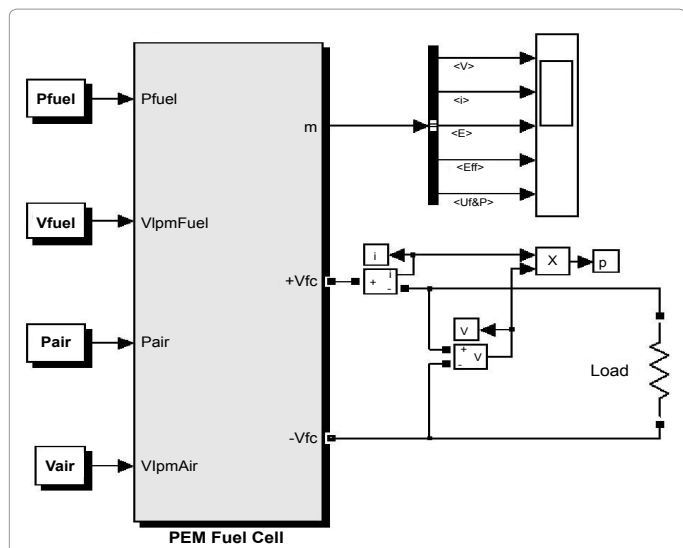 Pfuel
Vfuel
Pair
Vair
Pfuel
VlpmFuel
Pair
VlpmAir
m
+Vfc
-Vfc
PEM Fuel Cell
<V>
<i>
<E>
<Eff>
<Uf&P>
i
+ i -
X
p
V
+ - V
Load